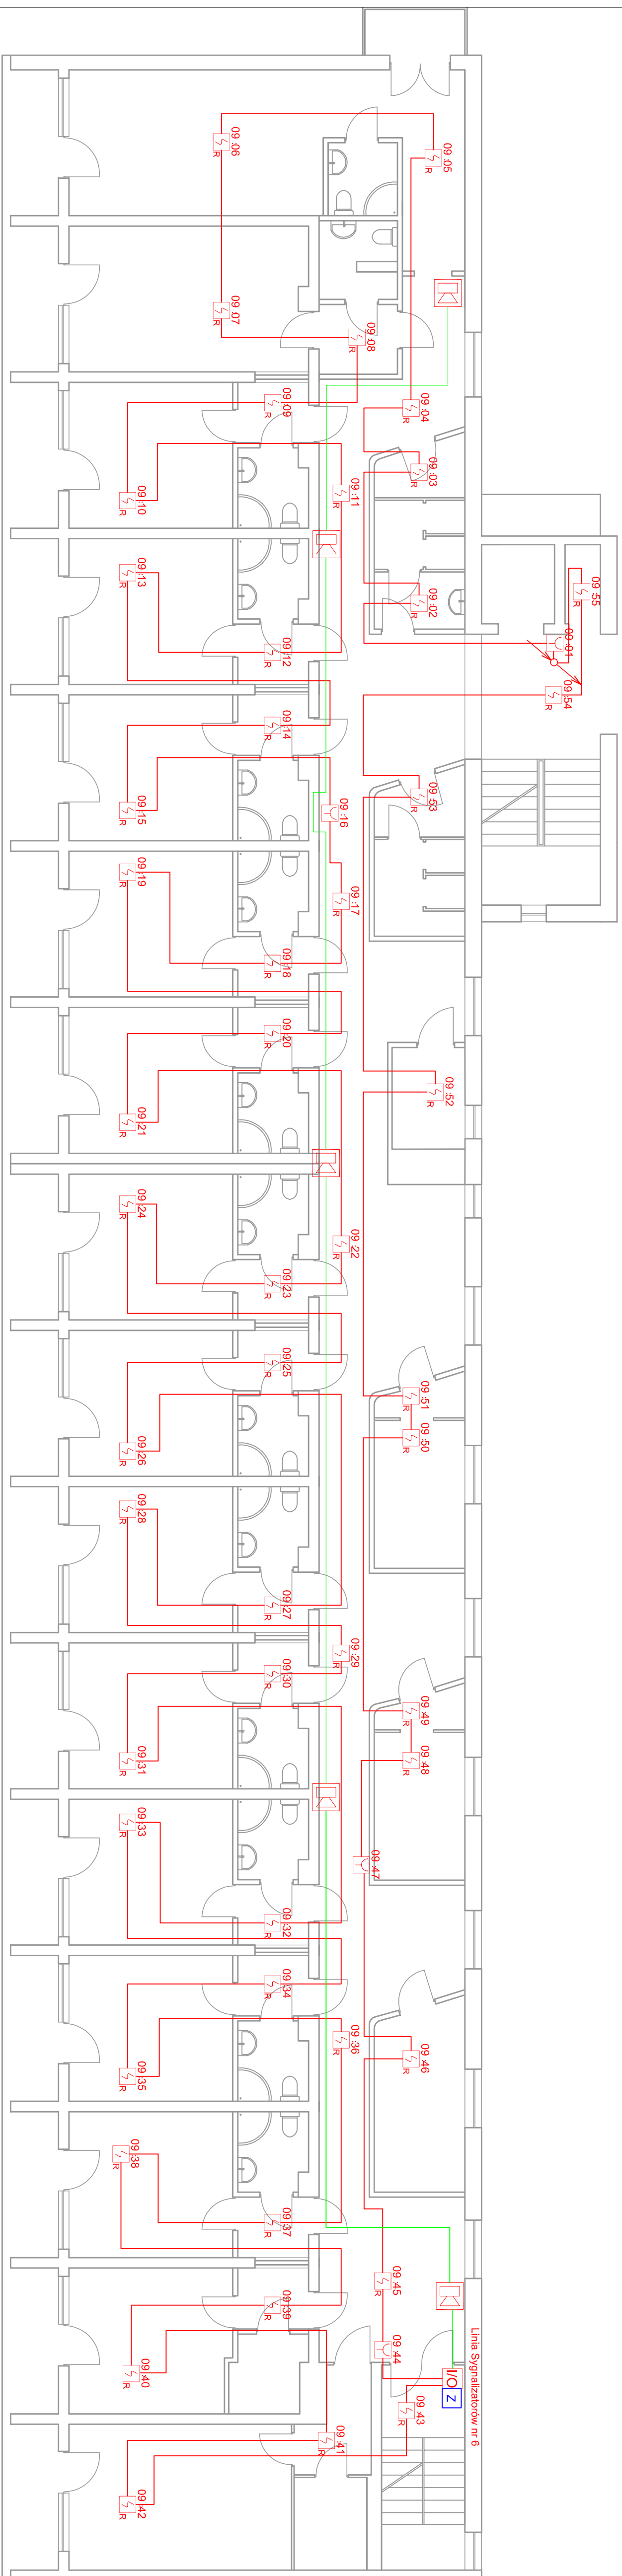 09 :05
R
09 :06
R
09 :07
R
09 :08
R
09 :04
R
09 :09
R
09 :03
R
09 :10
R
09 :11
R
09 :13
R
09 :02
R
09 :55
R
09 :12
R
09 :01
09 :54
R
09 :14
R
09 :53
R
09 :15
R
09 :16
09 :19
R
09 :17
R
09 :18
R
09 :20
R
09 :52
R
09 :21
R
09 :24
R
09 :22
R
09 :23
R
09 :25
R
09 :51
R
09 :50
R
09 :26
R
09 :28
R
09 :27
R
09 :29
R
09 :30
R
09 :49
R
09 :48
R
09 :31
R
09 :33
R
09 :47
09 :32
R
09 :34
R
09 :36
R
09 :46
R
09 :35
R
09 :38
R
09 :37
R
09 :45
R
09 :39
R
09 :44
Linia Sygnalizatorów nr 6
I/O
Z
09 :40
R
09 :43
R
09 :41
R
09 :42
R